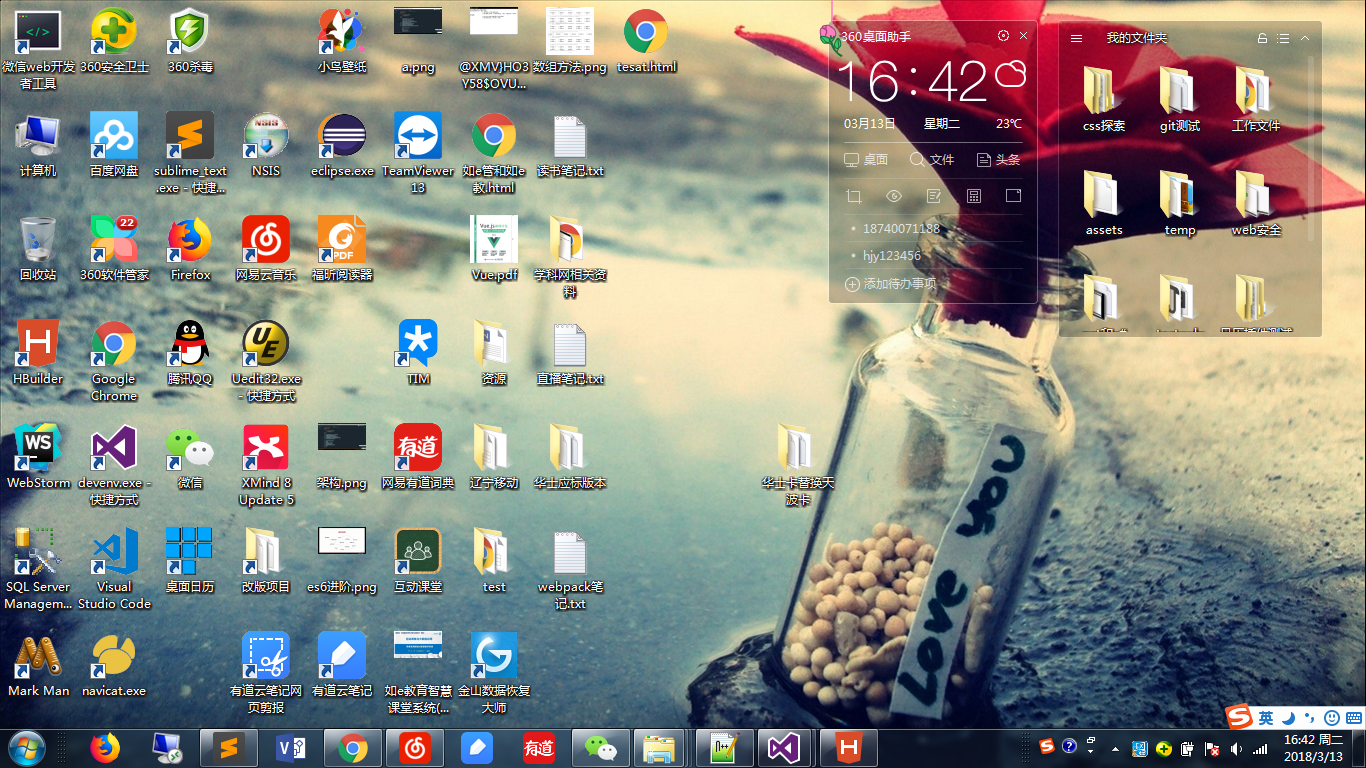 微信web开发
者工具
360安全卫士
360杀毒
小鸟壁纸
a.png
@XMV}HO3
Y58$OVU...
数组方法.png
tesat.html
计算机
百度网盘
sublime_text
.exe - 快捷...
NSIS
eclipse.exe
TeamViewer
13
如e管和如e
教.html
读书笔记.txt
回收站
22
360软件管家
Firefox
网易云音乐
PDF
福昕阅读器
Vue.pdf
学科网相关资
料
HBuilder
Google
Chrome
腾讯QQ
UE
Uedit32.exe
- 快捷方式
TIM
资源
直播笔记.txt
WS
WebStorm
devenv.exe -
快捷方式
微信
XMind 8
Update 5
架构.png
有道
网易有道词典
辽宁移动
华士应标版本
华士卡替换天
波卡
SQL Server
Managem...
Visual
Studio Code
桌面日历
改版项目
es6进阶.png
互动课堂
test
webpack笔
记.txt
Mark Man
navicat.exe
有道云笔记网
页剪报
有道云笔记
如e教育智慧
课堂系统(...
金山数据恢复
大师
360桌面助手
16:42
03月13日 星期二 23℃
桌面 文件 头条
18740071188
hjy123456
添加待办事项
我的文件夹
css探索
git测试
工作文件
assets
temp
web安全
Love you
英
有道
16:42 周二
2018/3/13